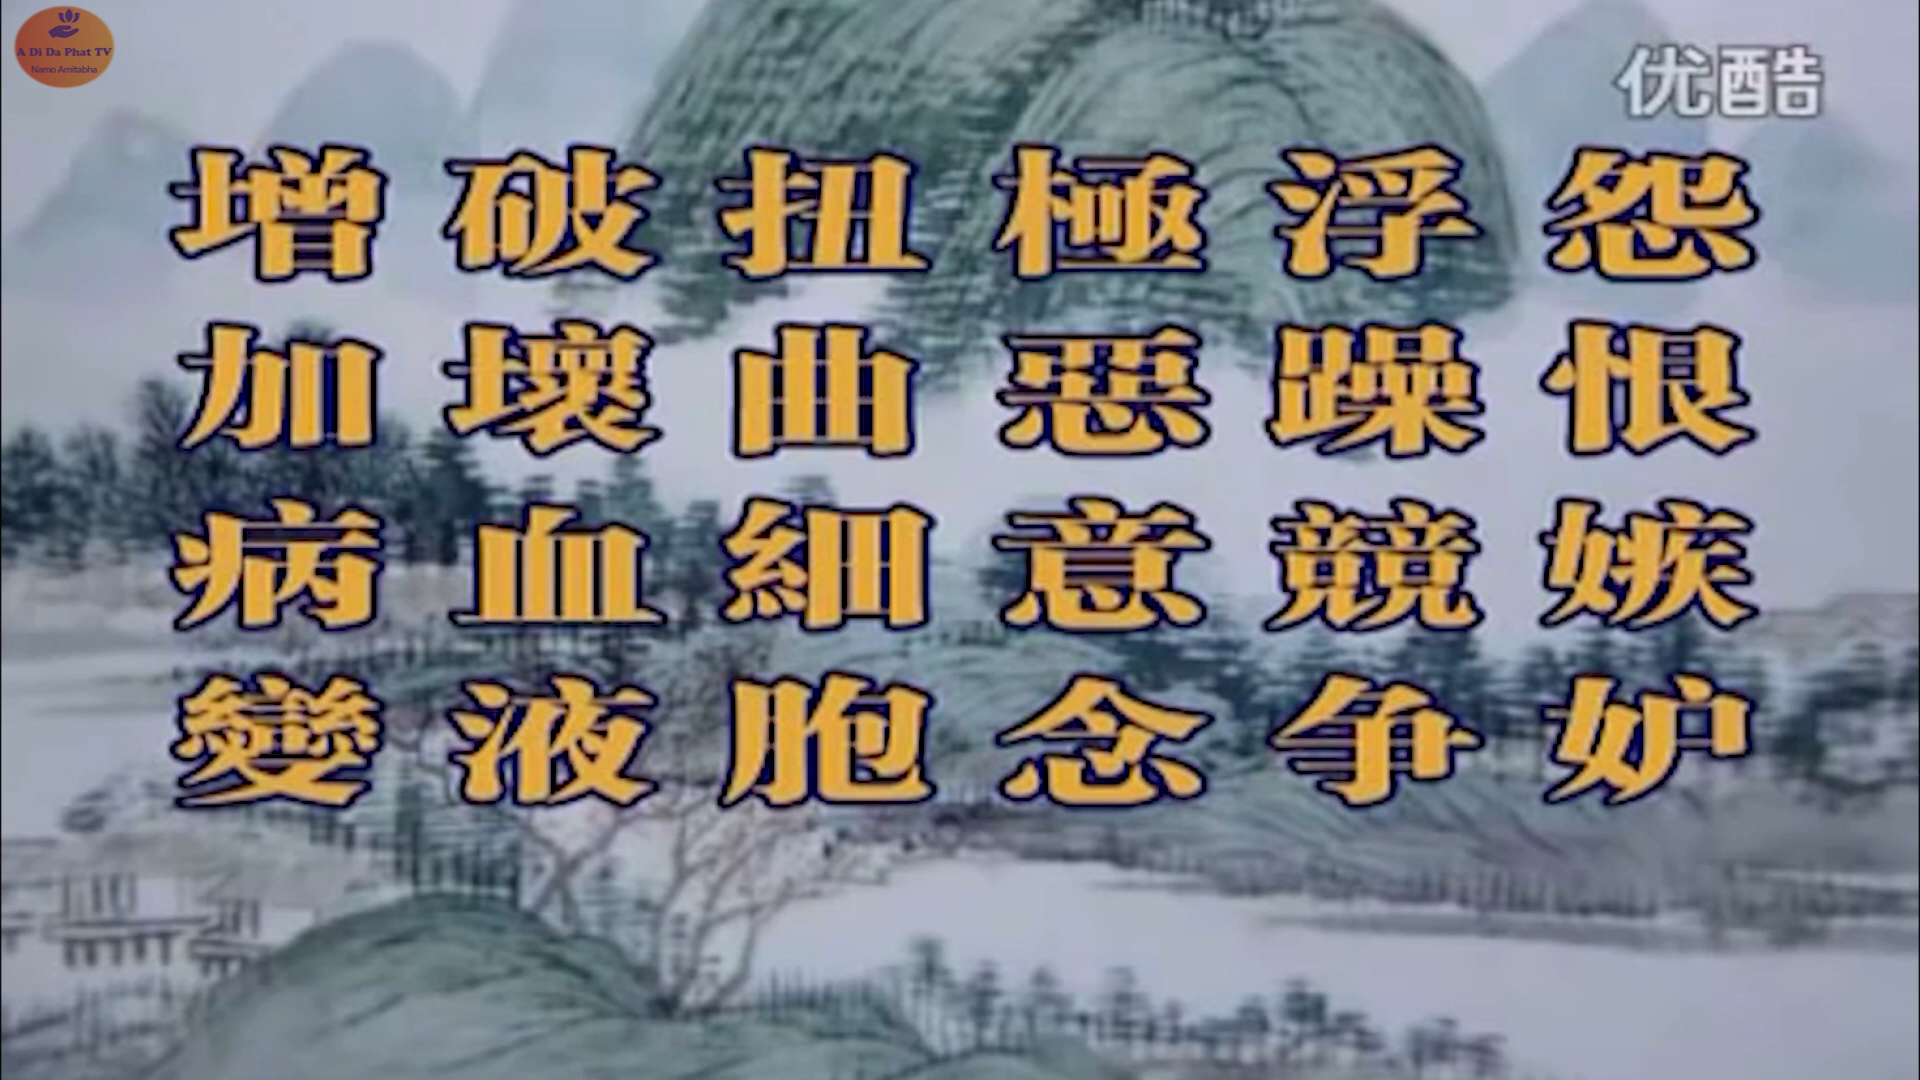 A Di Da Phat TV
Namo Amitabha
优酷
怨恨嫉妒
浮躁競争
極惡意念
扭曲細胞
破壞血液
增加病變